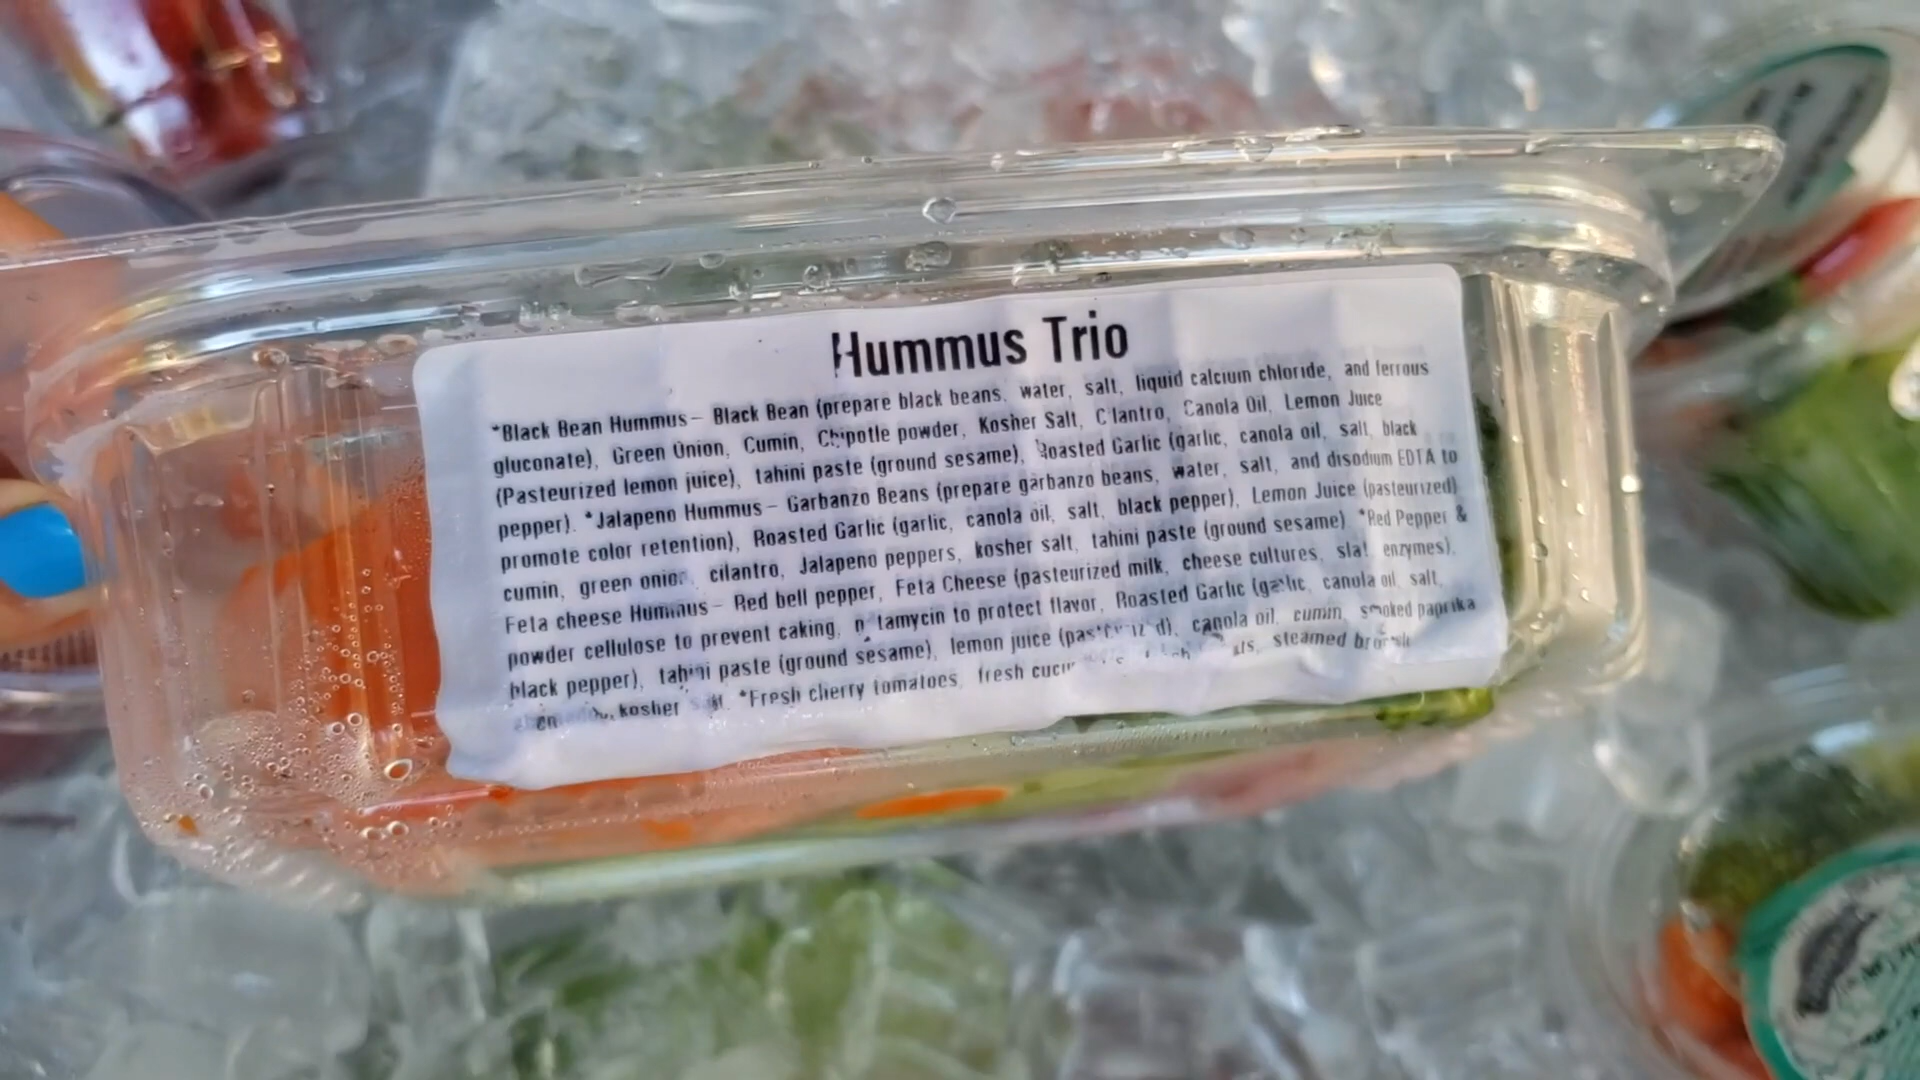 Hummus Trio
*Black Bean Hummus – Black Bean (prepare black beans, water, salt, liquid calcium chloride, and ferrous
gluconate), Green Onion, Cumin, Chipotle powder, Kosher Salt, Cilantro, Canola Oil, Lemon Juice
(Pasteurized lemon juice), tahini paste (ground sesame), Roasted Garlic (garlic, canola oil, salt, black
pepper). *Jalapeno Hummus – Garbanzo Beans (prepare garbanzo beans, water, salt, and disodium EDTA to
promote color retention), Roasted Garlic (garlic, canola oil, salt, black pepper), Lemon Juice (pasteurized)
cumin, green onion, cilantro, Jalapeno peppers, kosher salt, tahini paste (ground sesame) *Red Pepper &
Feta cheese Hummus – Red bell pepper, Feta Cheese (pasteurized milk, cheese cultures, slat enzymes),
powder cellulose to prevent caking, natamycin to protect flavor, Roasted Garlic (garlic, canola oil, salt,
black pepper), tahini paste (ground sesame), lemon juice (pasteurized), canola oil, cumin, smoked paprika
kosher salt. *Fresh cherry tomatoes, fresh steamed